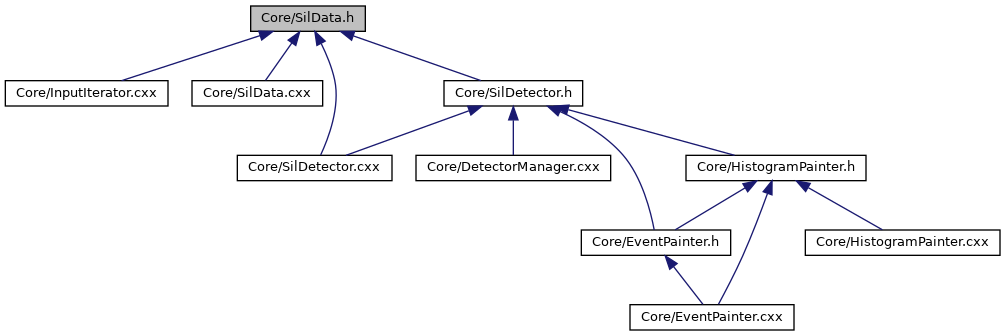 Core/SilData.h
Core/InputIterator.cxx
Core/SilData.cxx
Core/SilDetector.h
Core/SilDetector.cxx
Core/DetectorManager.cxx
Core/HistogramPainter.h
Core/EventPainter.h
Core/HistogramPainter.cxx
Core/EventPainter.cxx